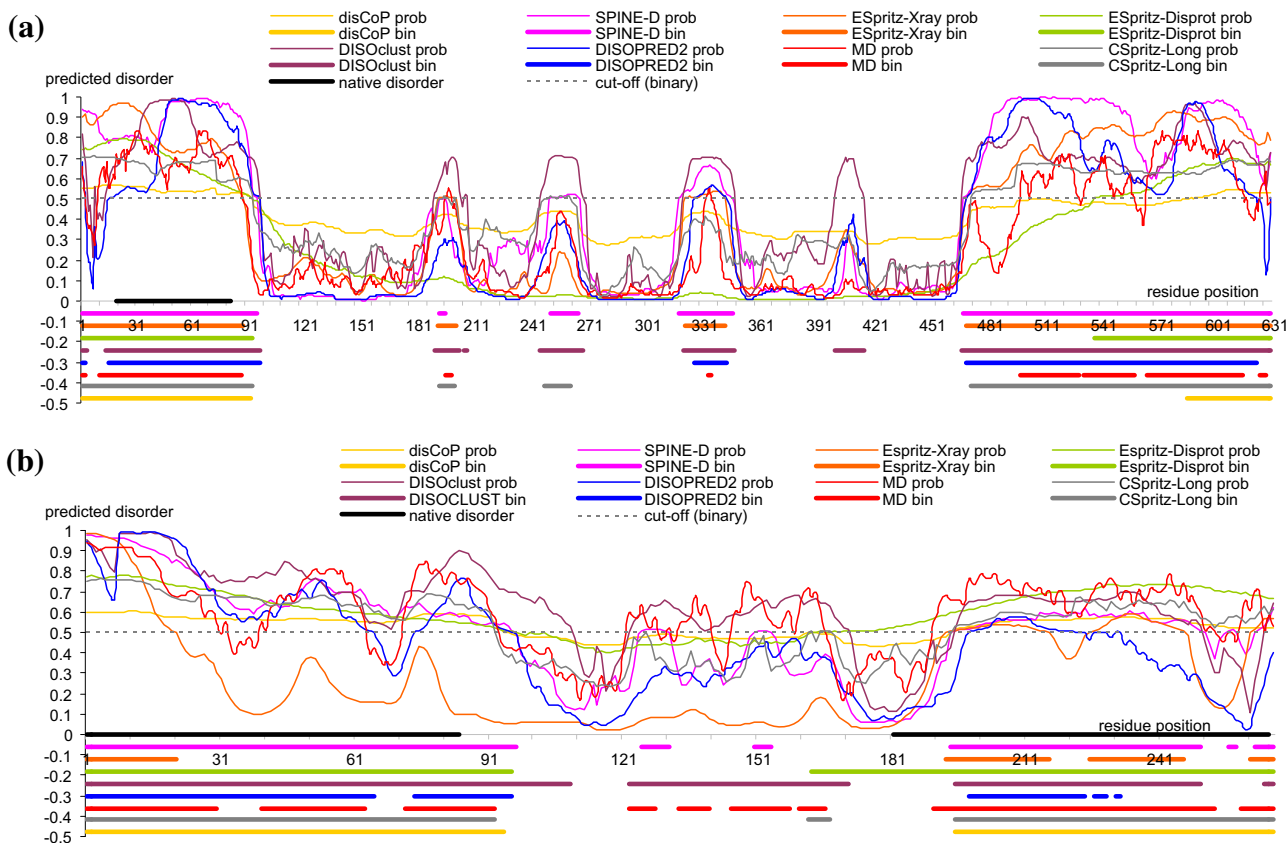 (a)
disCoP prob SPINE-D prob ESpritz-Xray prob ESpritz-Disprot prob
disCoP bin SPINE-D bin ESpritz-Xray bin ESpritz-Disprot bin
DISOclust prob DISOPRED2 prob MD prob CSpritz-Long prob
DISOclust bin DISOPRED2 bin MD bin CSpritz-Long bin
native disorder cut-off (binary)
predicted disorder
1
0.9
0.8
0.7
0.6
0.5
0.4
0.3
0.2
0.1
0
residue position
-0.1
1 31 61 91 121 151 181 211 241 271 301 331 361 391 421 451 481 511 541 571 601 631
-0.2
-0.3
-0.4
-0.5
(b)
disCoP prob SPINE-D prob Espritz-Xray prob Espritz-Disprot prob
disCoP bin SPINE-D bin Espritz-Xray bin Espritz-Disprot bin
DISOclust prob DISOPRED2 prob MD prob CSpritz-Long prob
DISOCLUST bin DISOPRED2 bin MD bin CSpritz-Long bin
native disorder cut-off (binary)
predicted disorder
1
0.9
0.8
0.7
0.6
0.5
0.4
0.3
0.2
0.1
0
residue position
-0.1
1 31 61 91 121 151 181 211 241
-0.2
-0.3
-0.4
-0.5